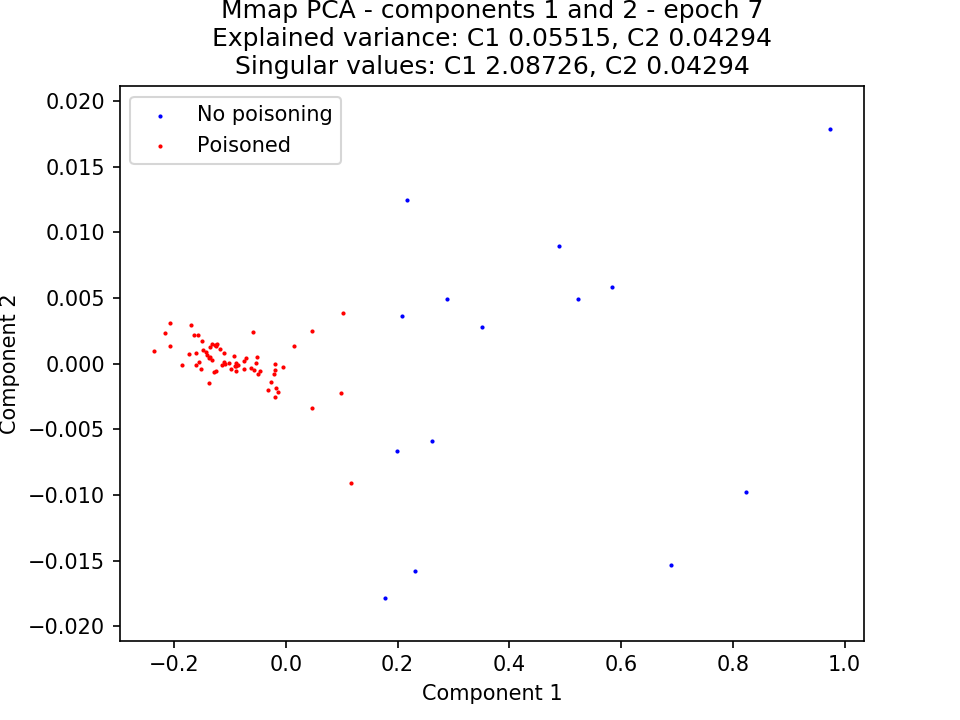 Mmap PCA - components 1 and 2 - epoch 7
Explained variance: C1 0.05515, C2 0.04294
Singular values: C1 2.08726, C2 0.04294
No poisoning
Poisoned
0.020
0.015
0.010
0.005
0.000
−0.005
−0.010
−0.015
−0.020
Component 2
−0.2
0.0
0.2
0.4
0.6
0.8
1.0
Component 1